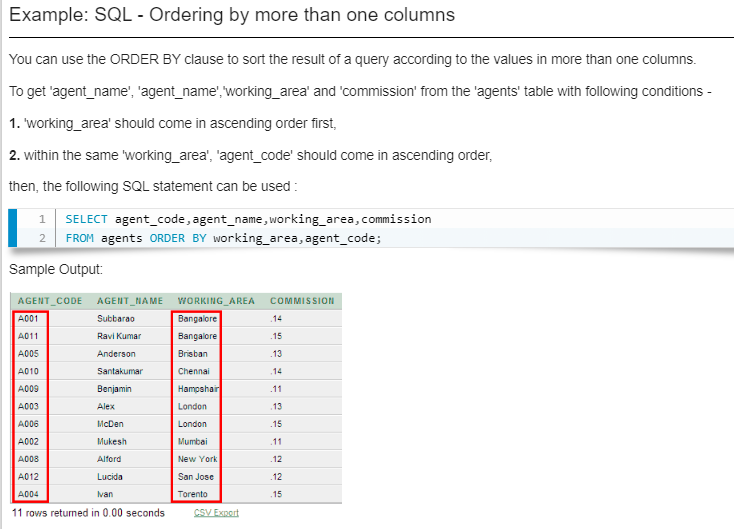 Example: SQL - Ordering by more than one columns
You can use the ORDER BY clause to sort the result of a query according to the values in more than one columns.
To get 'agent_name', 'agent_name','working_area' and 'commission' from the 'agents' table with following conditions -
1. 'working_area' should come in ascending order first,
2. within the same 'working_area', 'agent_code' should come in ascending order,
then, the following SQL statement can be used :
1 SELECT agent_code,agent_name,working_area,commission
2 FROM agents ORDER BY working_area,agent_code;
Sample Output:
AGENT_CODE AGENT_NAME WORKING_AREA COMMISSION
A001 Subbarao Bangalore .14
A011 Ravi Kumar Bangalore .15
A005 Anderson Brisban .13
A010 Santakumar Chennai .14
A009 Benjamin Hampshair .11
A003 Alex London .13
A006 McDen London .15
A002 Mukesh Mumbai .11
A008 Alford New York .12
A012 Lucida San Jose .12
A004 Ivan Torento .15
11 rows returned in 0.00 seconds CSV Export